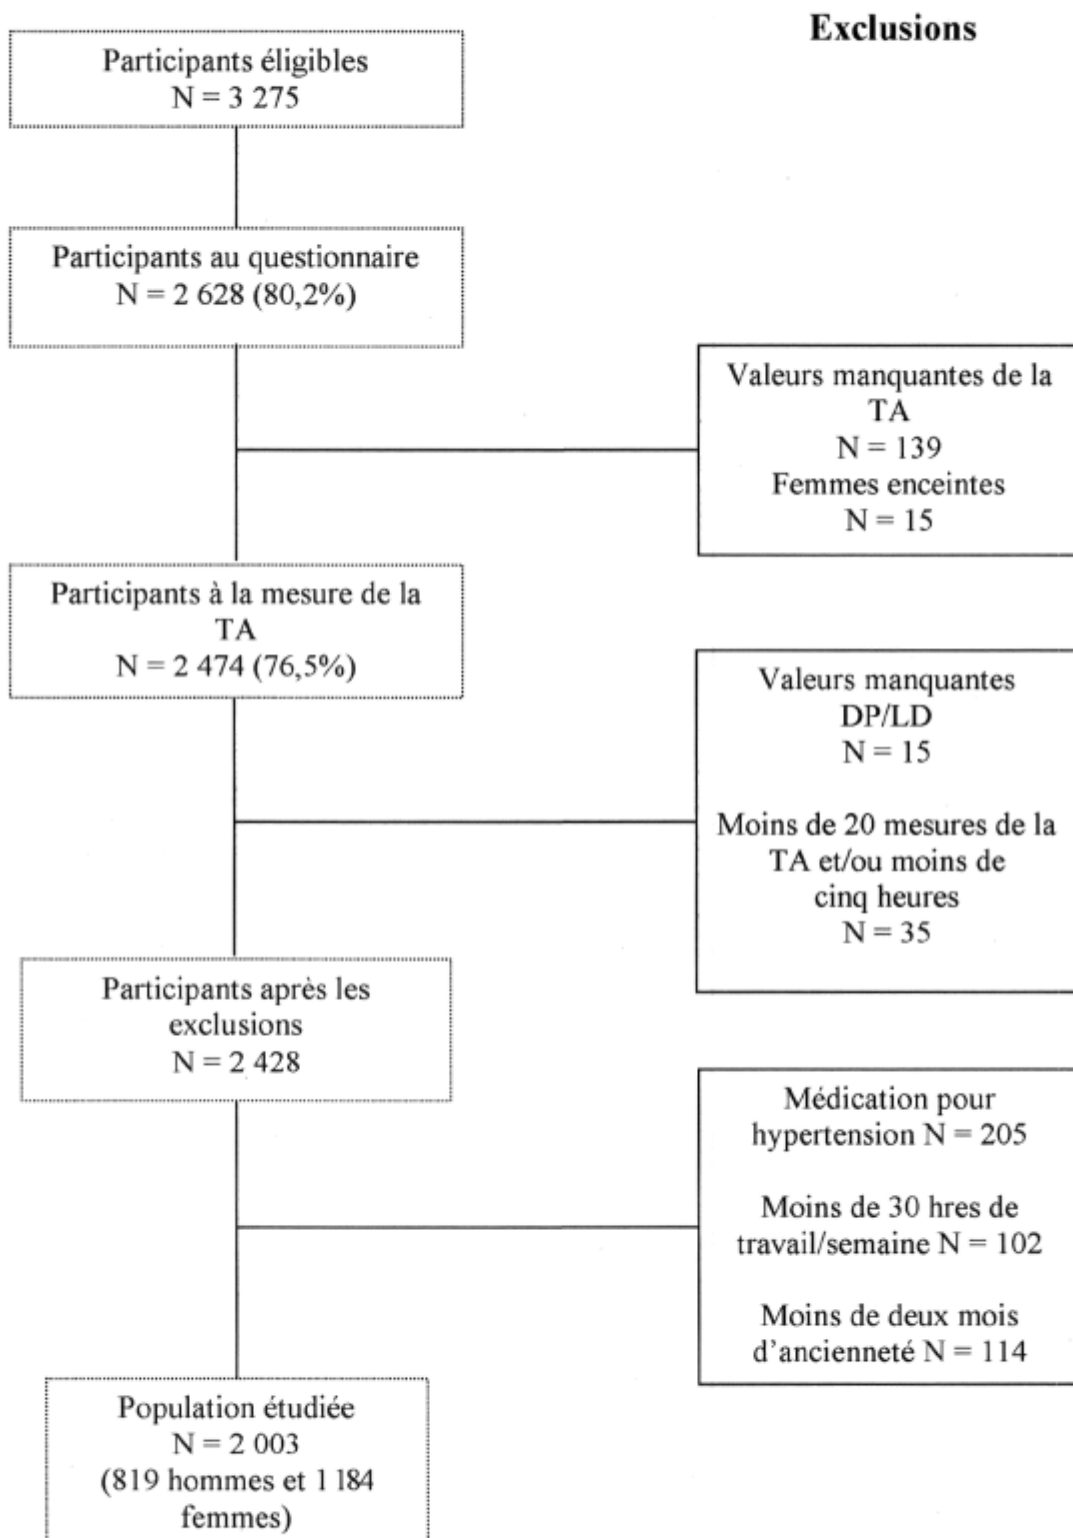 Exclusions
Participants éligibles
N = 3 275
Participants au questionnaire
N = 2 628 (80,2%)
Valeurs manquantes de la
TA
N = 139
Femmes enceintes
N = 15
Participants à la mesure de la
TA
N = 2 474 (76,5%)
Valeurs manquantes
DP/LD
N = 15
Moins de 20 mesures de la
TA et/ou moins de
cinq heures
N = 35
Participants après les
exclusions
N = 2 428
Médication pour
hypertension N = 205
Moins de 30 hres de
travail/semaine N = 102
Moins de deux mois
d'ancienneté N = 114
Population étudiée
N = 2 003
(819 hommes et 1 184
femmes)